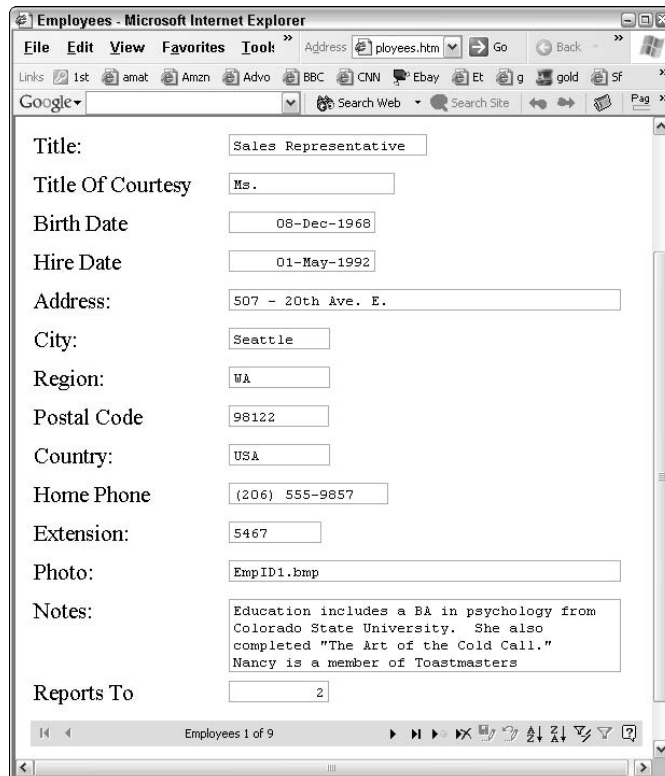 Employees - Microsoft Internet Explorer
File Edit View Favorites Tools » Address ployees.htm Go Back »
Links 1st amat Amzn Advo BBC CNN Ebay Et g gold Sf »
Google Search Web Search Site Pag »
Title: Sales Representative
Title Of Courtesy Ms.
Birth Date 08-Dec-1968
Hire Date 01-May-1992
Address: 507 - 20th Ave. E.
City: Seattle
Region: WA
Postal Code 98122
Country: USA
Home Phone (206) 555-9857
Extension: 5467
Photo: EmpID1.bmp
Notes: Education includes a BA in psychology from
Colorado State University. She also
completed "The Art of the Cold Call."
Nancy is a member of Toastmasters
Reports To 2
Employees 1 of 9